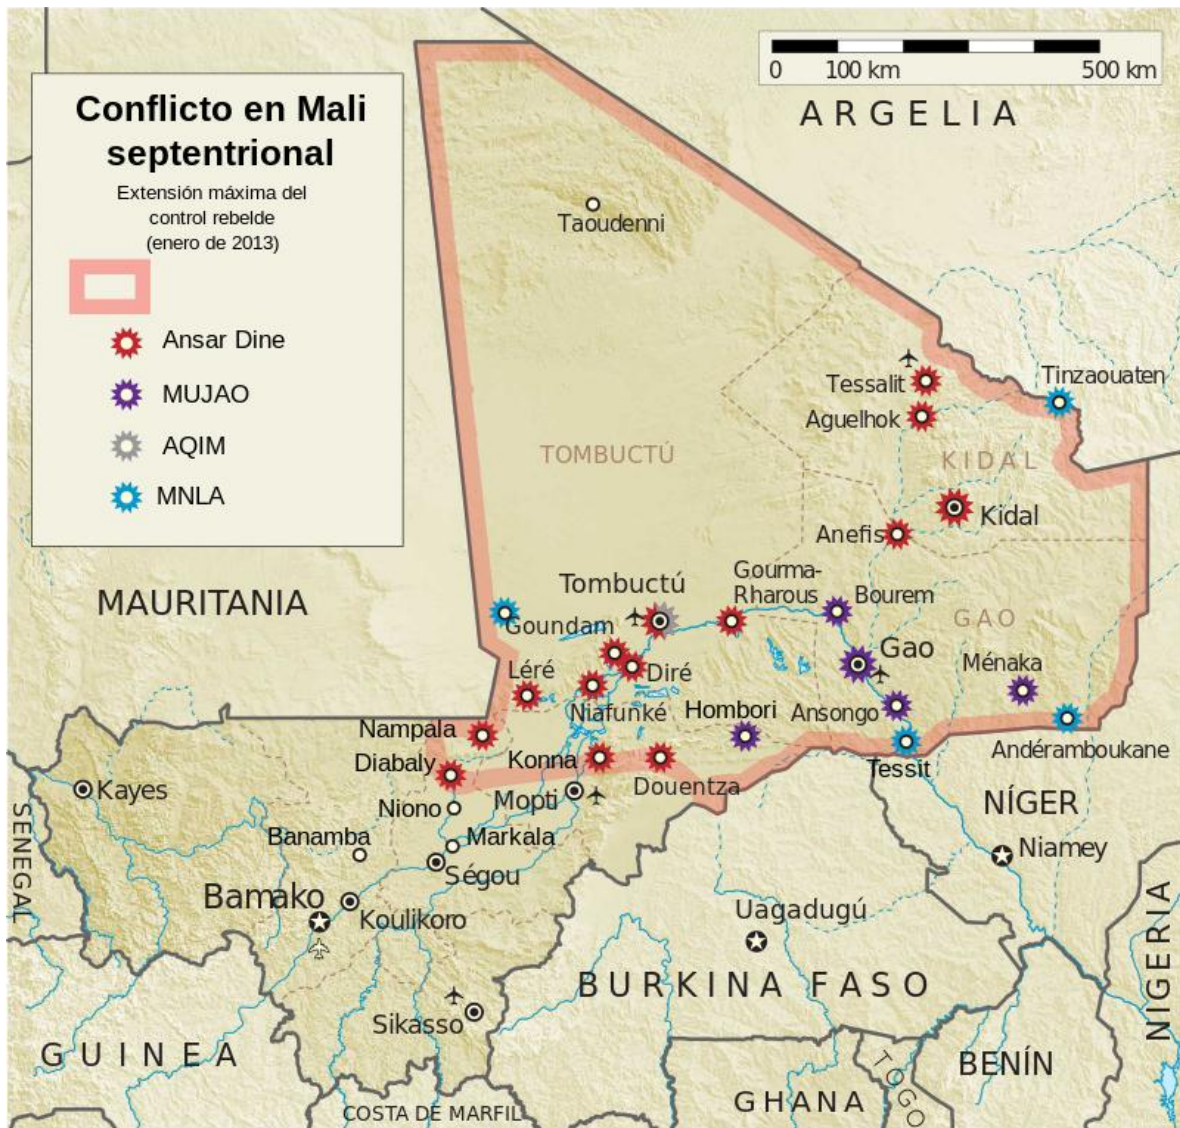 Conflicto en Mali
septentrional
Extensión máxima del
control rebelde
(enero de 2013)
Ansar Dine
MUJAO
AQIM
MNLA
0 100 km 500 km
ARGELIA
Taoudenni
Tessalit
Tinzaouaten
Aguelhok
TOMBUCTÚ
KIDAL
Kidal
Anefis
Tombuctú
Gourma-
Rharous
Bourem
MAURITANIA
Goundam
GAO
Gao
Ménaka
Léré
Diré
Niafunké
Hombori
Ansongo
Nampala
Andéramboukane
Diabaly
Konna
Tessit
Douentza
Kayes
Mopti
Niono
NÍGER
SENEGAL
Banamba
Markala
Niamey
Ségou
Bamako
Koulikoro
Uagadugú
NIGERIA
BURKINA FASO
Sikasso
GUINEA
BENÍN
TOGO
COSTA DE MARFIL
GHANA